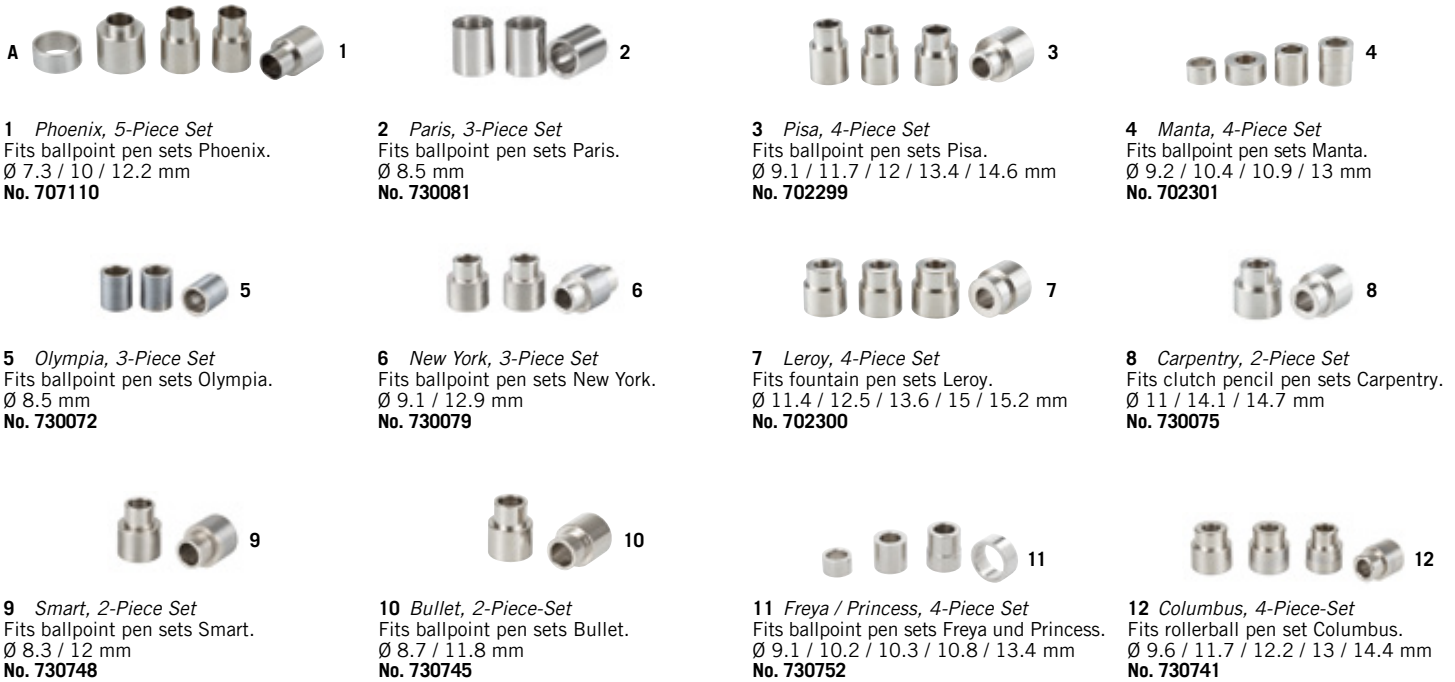 A
1
2
3
4
1 Phoenix, 5-Piece Set
Fits ballpoint pen sets Phoenix.
Ø 7.3 / 10 / 12.2 mm
No. 707110
2 Paris, 3-Piece Set
Fits ballpoint pen sets Paris.
Ø 8.5 mm
No. 730081
3 Pisa, 4-Piece Set
Fits ballpoint pen sets Pisa.
Ø 9.1 / 11.7 / 12 / 13.4 / 14.6 mm
No. 702299
4 Manta, 4-Piece Set
Fits ballpoint pen sets Manta.
Ø 9.2 / 10.4 / 10.9 / 13 mm
No. 702301
5
6
7
8
5 Olympia, 3-Piece Set
Fits ballpoint pen sets Olympia.
Ø 8.5 mm
No. 730072
6 New York, 3-Piece Set
Fits ballpoint pen sets New York.
Ø 9.1 / 12.9 mm
No. 730079
7 Leroy, 4-Piece Set
Fits fountain pen sets Leroy.
Ø 11.4 / 12.5 / 13.6 / 15 / 15.2 mm
No. 702300
8 Carpentry, 2-Piece Set
Fits clutch pencil pen sets Carpentry.
Ø 11 / 14.1 / 14.7 mm
No. 730075
9
10
11
12
9 Smart, 2-Piece Set
Fits ballpoint pen sets Smart.
Ø 8.3 / 12 mm
No. 730748
10 Bullet, 2-Piece-Set
Fits ballpoint pen sets Bullet.
Ø 8.7 / 11.8 mm
No. 730745
11 Freya / Princess, 4-Piece Set
Fits ballpoint pen sets Freya und Princess.
Ø 9.1 / 10.2 / 10.3 / 10.8 / 13.4 mm
No. 730752
12 Columbus, 4-Piece-Set
Fits rollerball pen set Columbus.
Ø 9.6 / 11.7 / 12.2 / 13 / 14.4 mm
No. 730741